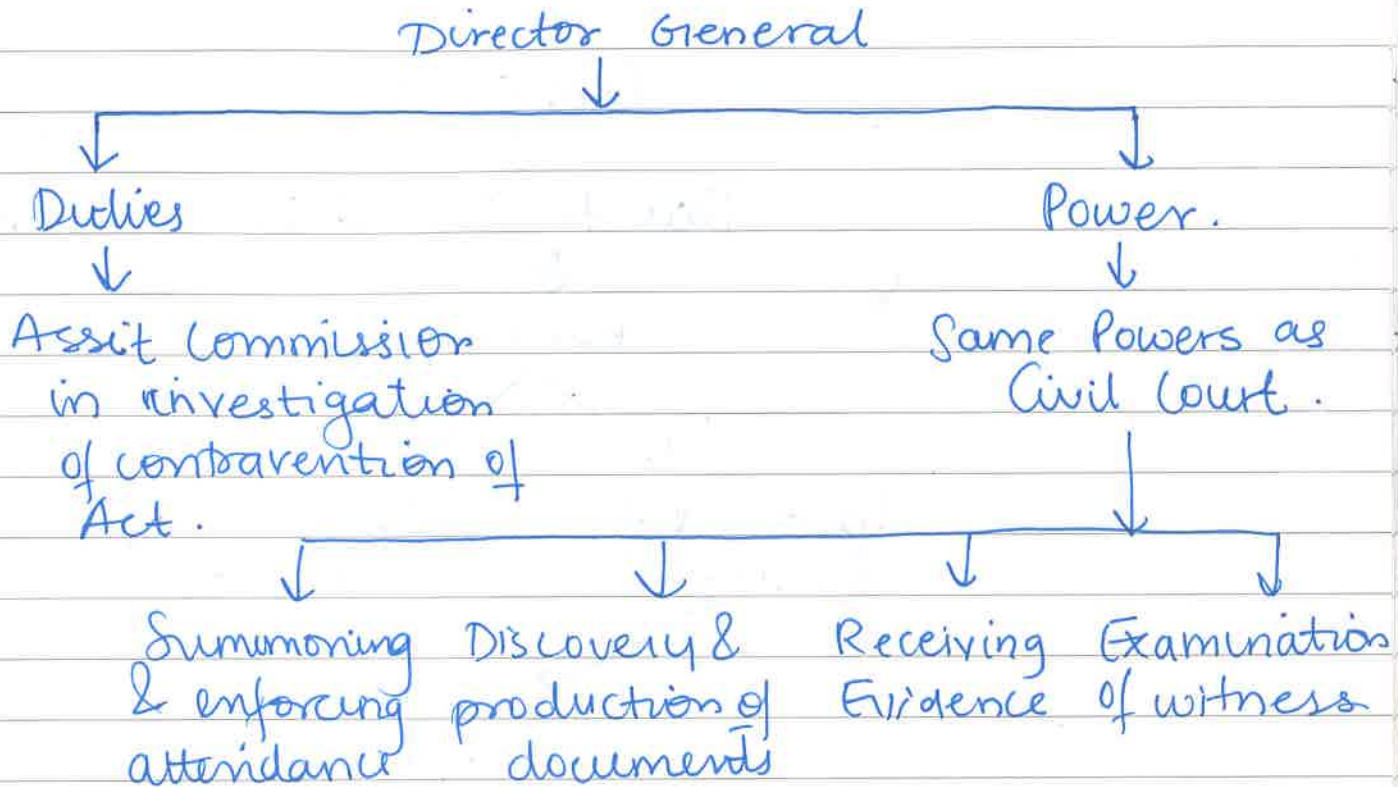 Director General
Duties
Power.
Assit Commission
in investigation
of contravention of
Act.
Same Powers as
Civil Court.
Summoning
& enforcing
attendance
Discovery &
production of
documents
Receiving
Evidence
Examination
of witness